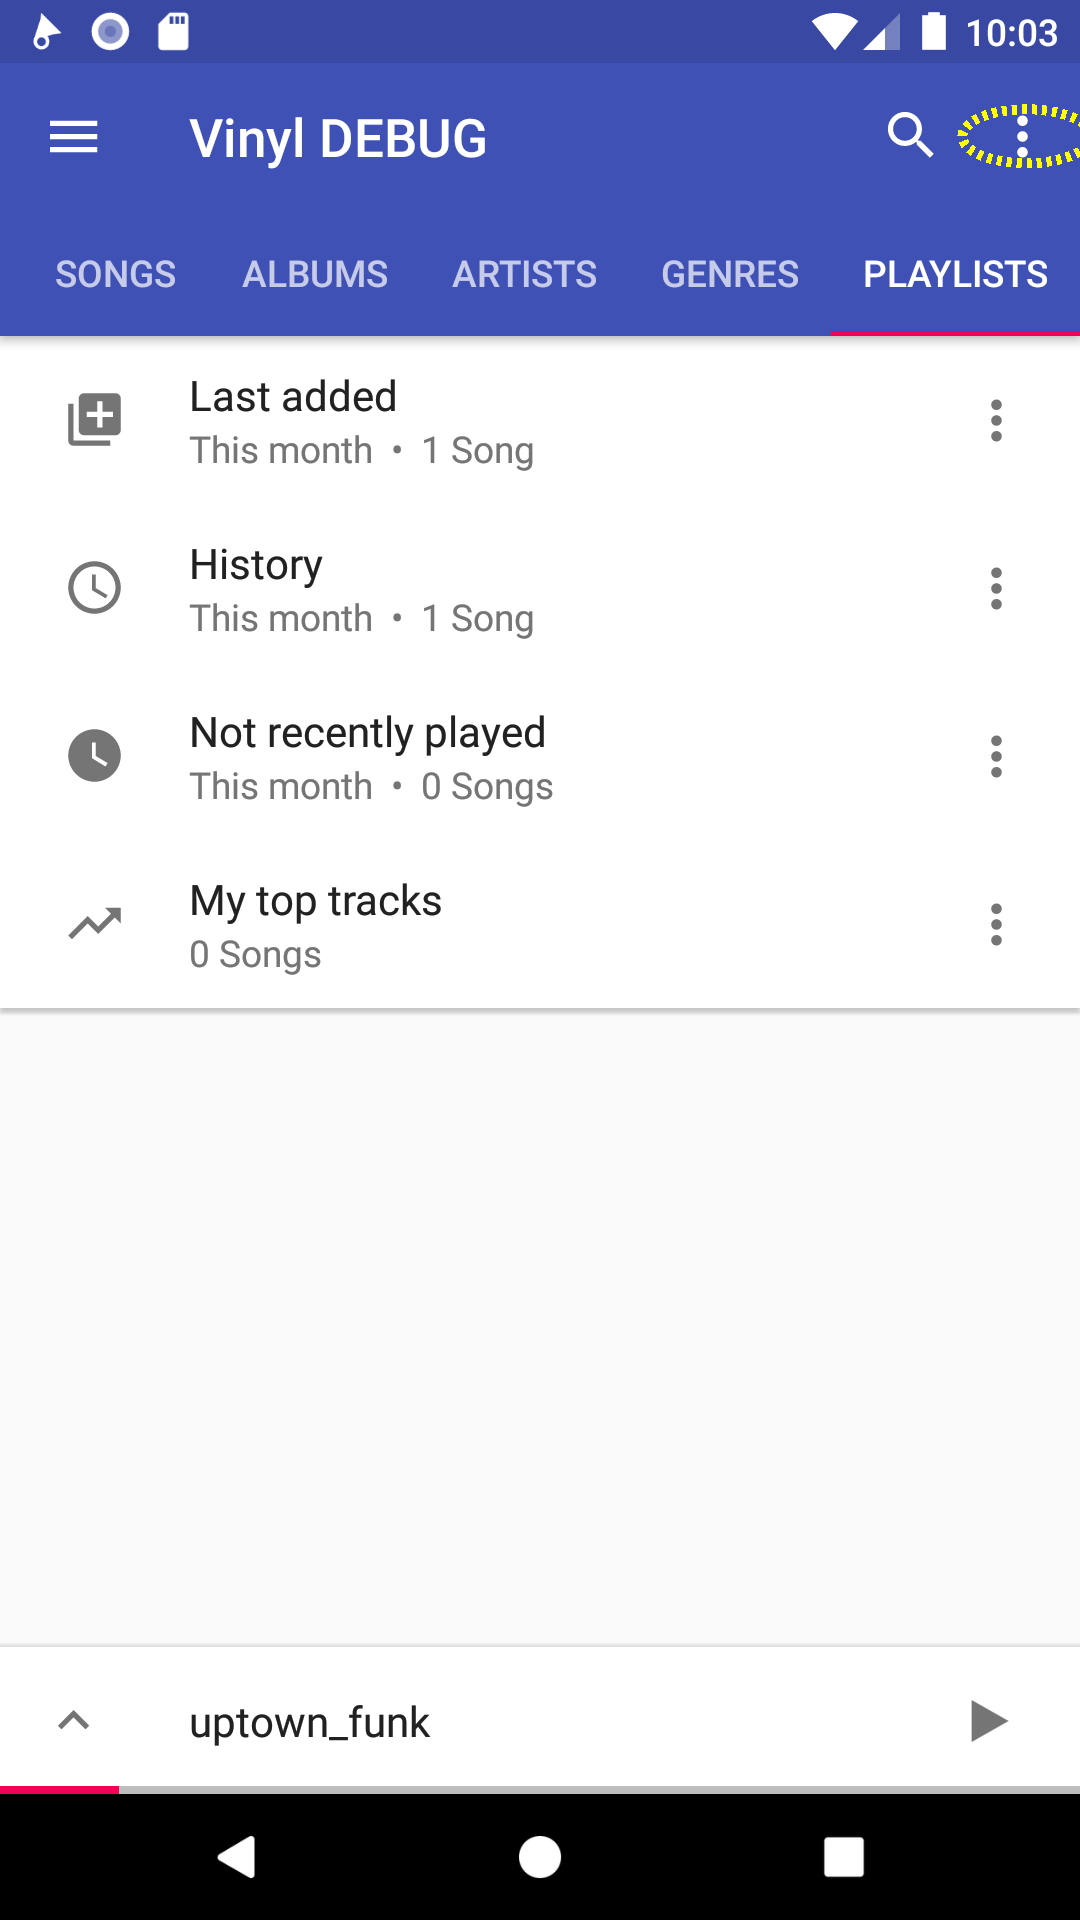 10:03
Vinyl DEBUG
SONGS ALBUMS ARTISTS GENRES PLAYLISTS
Last added
This month • 1 Song
History
This month • 1 Song
Not recently played
This month • 0 Songs
My top tracks
0 Songs
uptown_funk